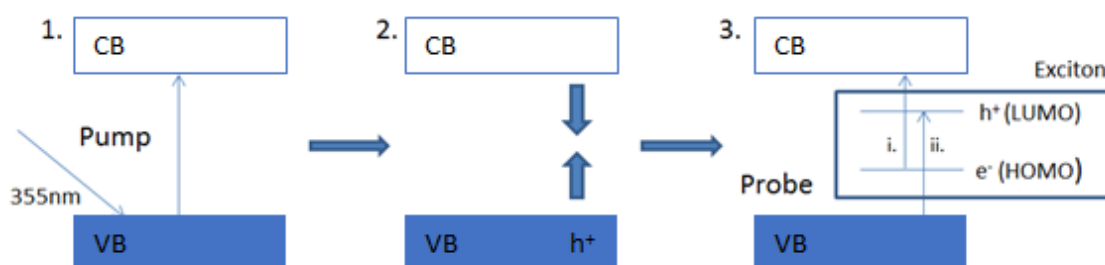 1.
CB
Pump
355nm
VB
2.
CB
VB h⁺
3.
CB
Exciton
h⁺ (LUMO)
i. ii.
e⁻ (HOMO)
Probe
VB